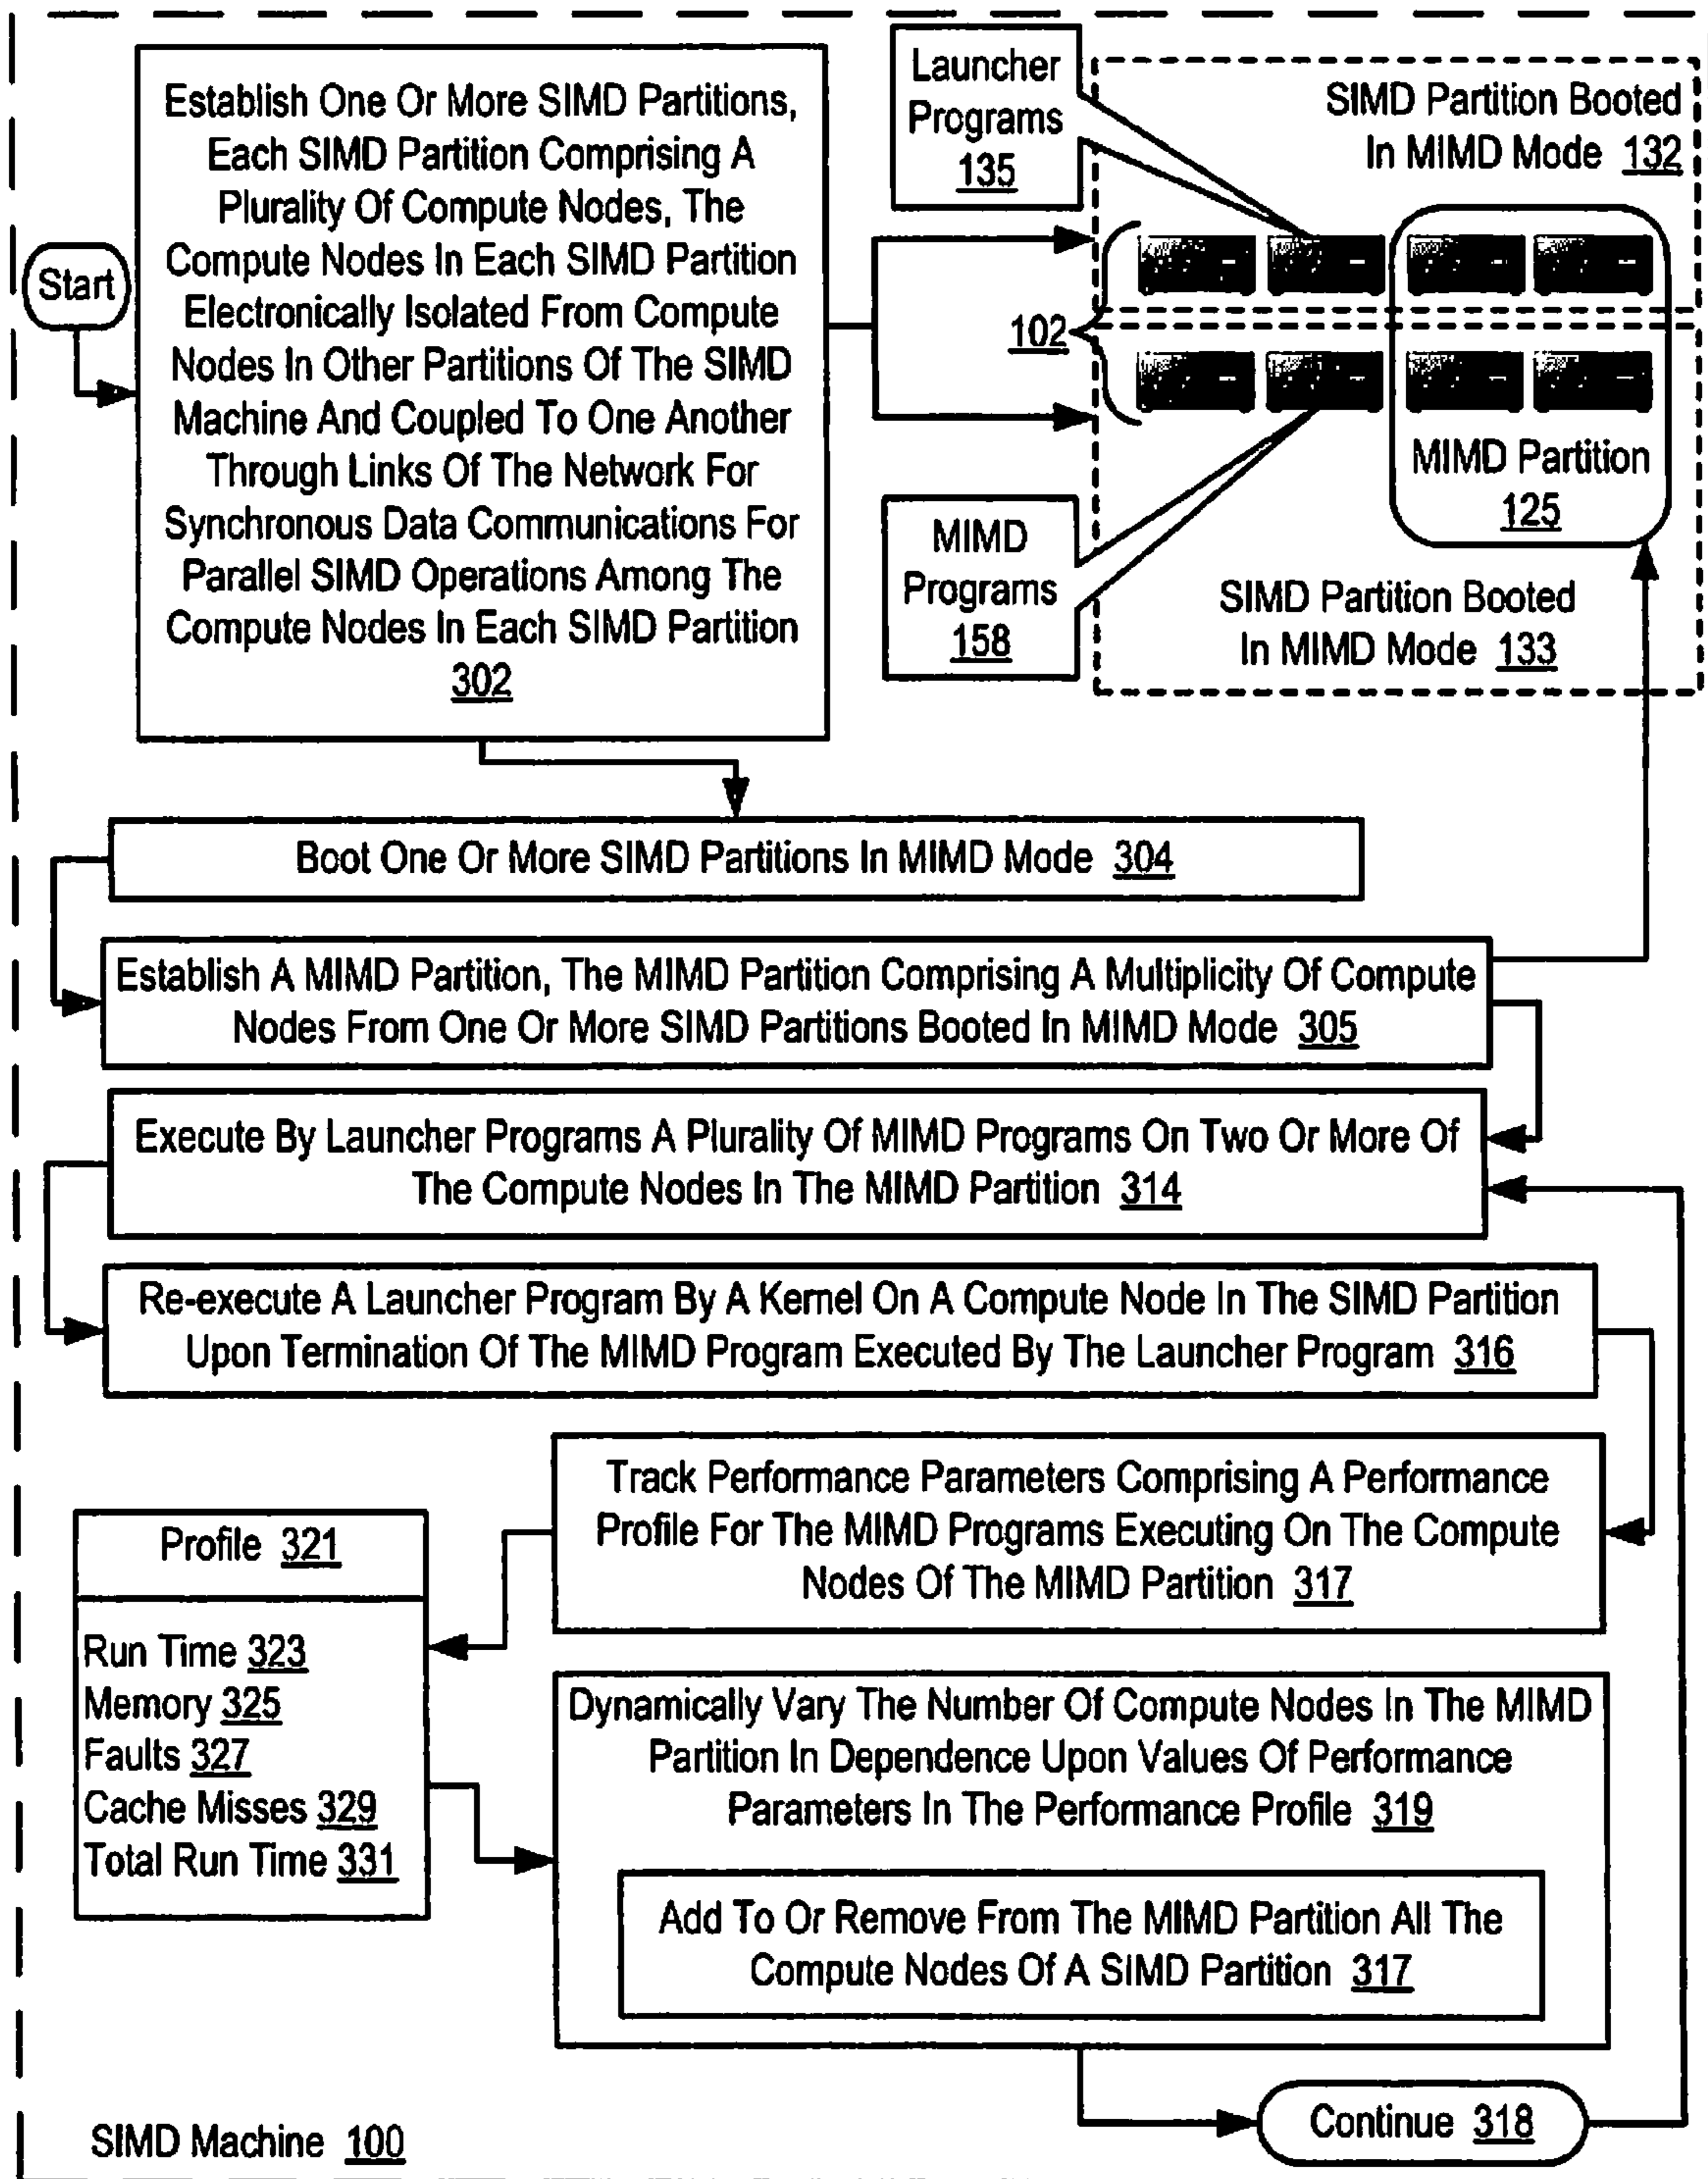 Start
Establish One Or More SIMD Partitions,
Each SIMD Partition Comprising A
Plurality Of Compute Nodes, The
Compute Nodes In Each SIMD Partition
Electronically Isolated From Compute
Nodes In Other Partitions Of The SIMD
Machine And Coupled To One Another
Through Links Of The Network For
Synchronous Data Communications For
Parallel SIMD Operations Among The
Compute Nodes In Each SIMD Partition
302
Launcher
Programs
135
SIMD Partition Booted
In MIMD Mode 132
102
MIMD Partition
125
MIMD
Programs
158
SIMD Partition Booted
In MIMD Mode 133
Boot One Or More SIMD Partitions In MIMD Mode 304
Establish A MIMD Partition, The MIMD Partition Comprising A Multiplicity Of Compute
Nodes From One Or More SIMD Partitions Booted In MIMD Mode 305
Execute By Launcher Programs A Plurality Of MIMD Programs On Two Or More Of
The Compute Nodes In The MIMD Partition 314
Re-execute A Launcher Program By A Kernel On A Compute Node In The SIMD Partition
Upon Termination Of The MIMD Program Executed By The Launcher Program 316
Track Performance Parameters Comprising A Performance
Profile For The MIMD Programs Executing On The Compute
Nodes Of The MIMD Partition 317
Profile 321
Run Time 323
Memory 325
Faults 327
Cache Misses 329
Total Run Time 331
Dynamically Vary The Number Of Compute Nodes In The MIMD
Partition In Dependence Upon Values Of Performance
Parameters In The Performance Profile 319
Add To Or Remove From The MIMD Partition All The
Compute Nodes Of A SIMD Partition 317
Continue 318
SIMD Machine 100